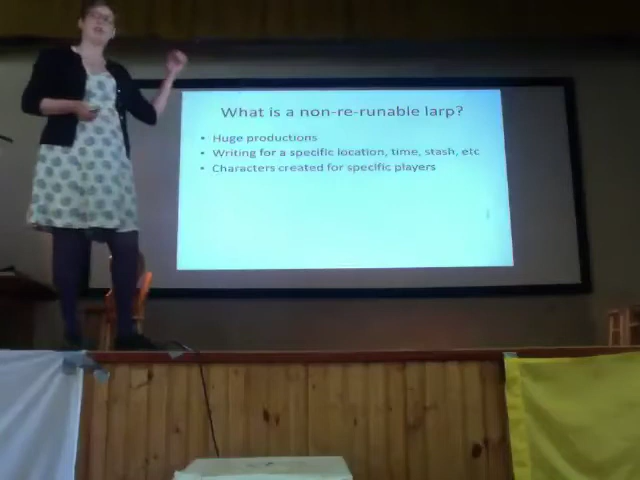 What is a non-re-runable larp?
• Huge productions
• Writing for a specific location, time, stash, etc
• Characters created for specific players